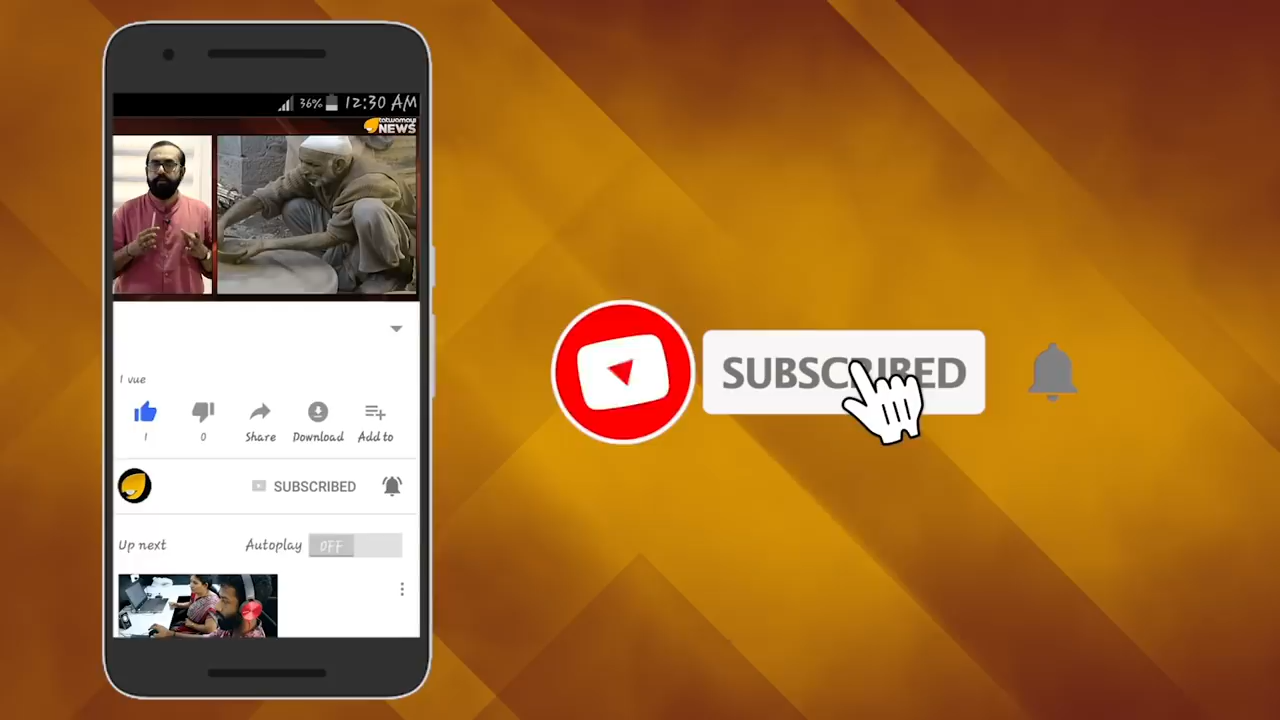 36% 12:30 AM
tatwamayi
NEWS
1 vue
1 0 Share Download Add to
SUBSCRIBED
Up next Autoplay OFF
SUBSCRIBED